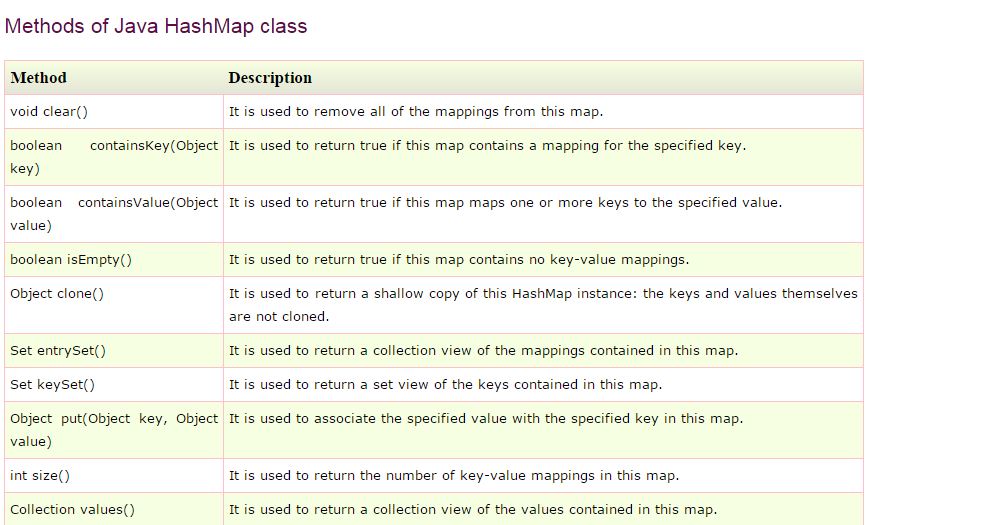 Methods of Java HashMap class
Method Description
void clear() It is used to remove all of the mappings from this map.
boolean containsKey(Object key) It is used to return true if this map contains a mapping for the specified key.
boolean containsValue(Object value) It is used to return true if this map maps one or more keys to the specified value.
boolean isEmpty() It is used to return true if this map contains no key-value mappings.
Object clone() It is used to return a shallow copy of this HashMap instance: the keys and values themselves
are not cloned.
Set entrySet() It is used to return a collection view of the mappings contained in this map.
Set keySet() It is used to return a set view of the keys contained in this map.
Object put(Object key, Object value) It is used to associate the specified value with the specified key in this map.
int size() It is used to return the number of key-value mappings in this map.
Collection values() It is used to return a collection view of the values contained in this map.